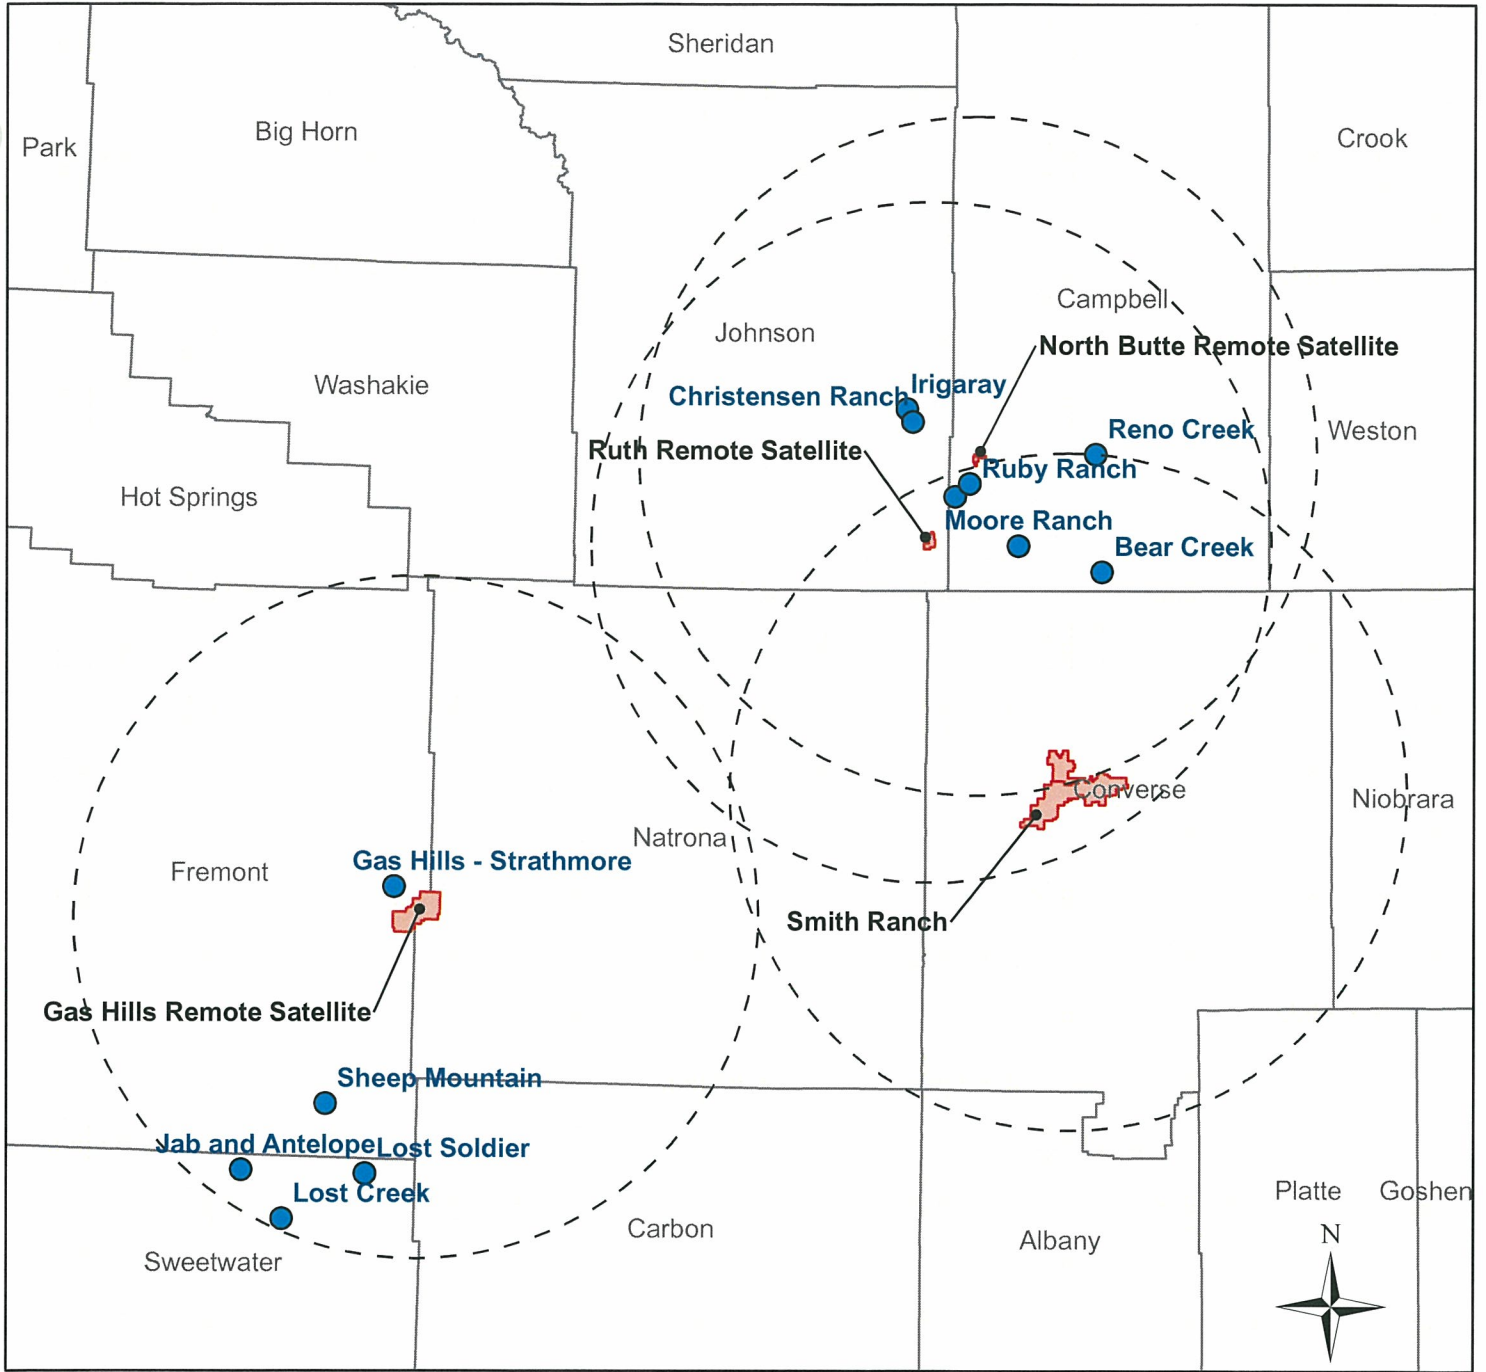 Sheridan
Park
Big Horn
Crook
Campbell
Johnson
North Butte Remote Satellite
Washakie
Irigaray
Christensen Ranch
Reno Creek
Weston
Ruth Remote Satellite
Ruby Ranch
Hot Springs
Moore Ranch
Bear Creek
Converse
Niobrara
Natrona
Gas Hills - Strathmore
Fremont
Smith Ranch
Gas Hills Remote Satellite
Sheep Mountain
Jab and Antelope
Lost Soldier
Lost Creek
Platte
Goshen
Carbon
N
Albany
Sweetwater